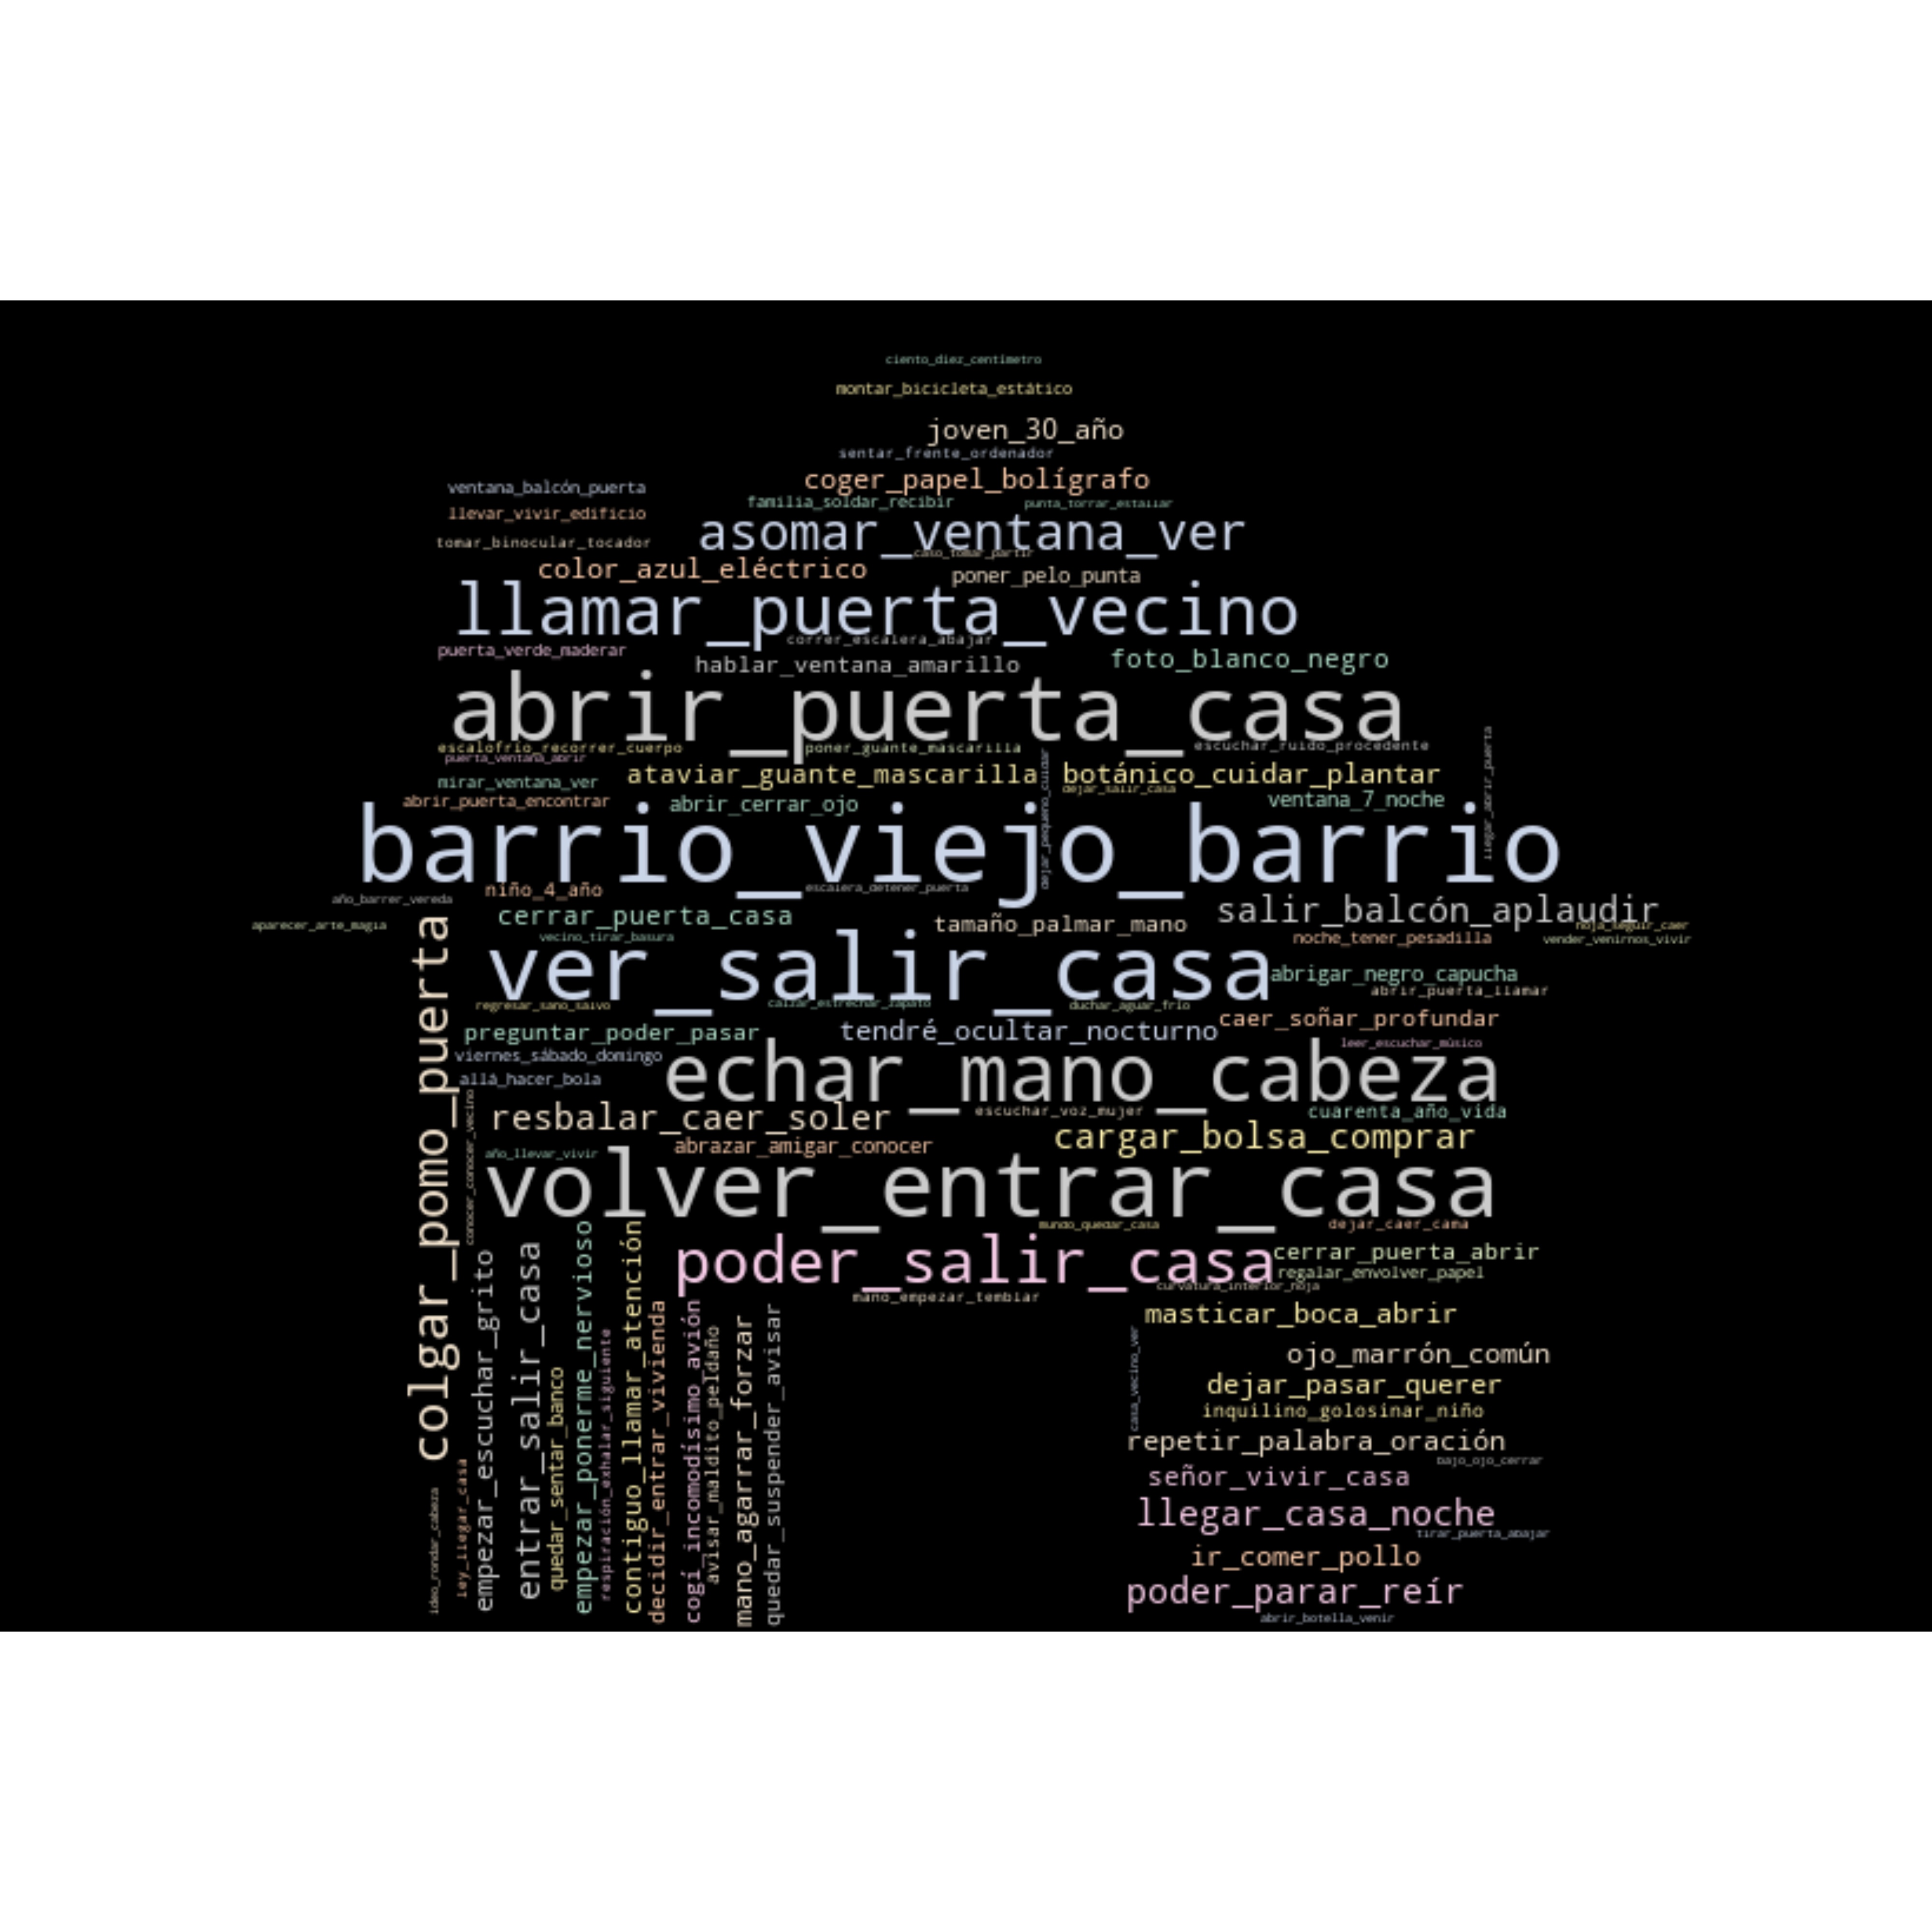 ciento_diez_centímetro
montar_bicicleta_estático
joven_30_año
sentar_frente_ordenador
coger_papel_bolígrafo
ventana_balcón_puerta
familia_soldar_recibir
punta_torrar_estallar
llevar_vivir_edificio
asomar_ventana_ver
tomar_binocular_tocador
caso_tomar_partir
color_azul_eléctrico
poner_pelo_punta
llamar_puerta_vecino
correr_escalera_abajar
puerta_verde_maderar
hablar_ventana_amarillo
foto_blanco_negro
abrir_puerta_casa
escalofrío_recorrer_cuerpo
poner_guante_mascarilla
escuchar_ruido_procedente
puerta_ventana_abrir
llegar_abrir_puerta
mirar_ventana_ver
ataviar_guante_mascarilla
botánico_cuidar_plantar
dejar_pequeño_cuidar
dejar_salir_casa
abrir_puerta_encontrar
abrir_cerrar_ojo
ventana_7_noche
barrio_viejo_barrio
niño_4_año
escalera_detener_puerta
año_barrer_vereda
cerrar_puerta_casa
tamaño_palmar_mano
salir_balcón_aplaudir
aparecer_arte_magia
hoja_seguir_caer
vecino_tirar_basura
noche_tener_pesadilla
vender_venirnos_vivir
colgar_pomo_puerta
ver_salir_casa
abrigar_negro_capucha
abrir_puerta_llamar
regresar_sano_salvo
calzar_estrechar_zapato
duchar_aguar_frío
preguntar_poder_pasar
tendré_ocultar_nocturno
caer_soñar_profundar
viernes_sábado_domingo
leer_escuchar_músico
allá_hacer_bola
echar_mano_cabeza
conocer_conocer_vecino
resbalar_caer_soler
escuchar_voz_mujer
cuarenta_año_vida
cargar_bolsa_comprar
año_llevar_vivir
abrazar_amigar_conocer
volver_entrar_casa
mundo_quedar_casa
dejar_caer_cama
poder_salir_casa
cerrar_puerta_abrir
regalar_envolver_papel
curvatura_interior_hoja
mano_empezar_temblar
masticar_boca_abrir
casa_vecino_ver
ojo_marrón_común
dejar_pasar_querer
inquilino_golosinar_niño
repetir_palabra_oración
bajo_ojo_cerrar
señor_vivir_casa
llegar_casa_noche
tirar_puerta_abajar
ir_comer_pollo
poder_parar_reír
abrir_botella_venir
ideo_rondar_cabeza
ley_llegar_casa
empezar_escuchar_grito
entrar_salir_casa
quedar_sentar_banco
empezar_ponerme_nervioso
respiración_exhalar_siguiente
contiguo_llamar_atención
decidir_entrar_vivienda
cogí_incomodísimo_avión
avisar_maldito_peldaño
mano_agarrar_forzar
quedar_suspender_avisar